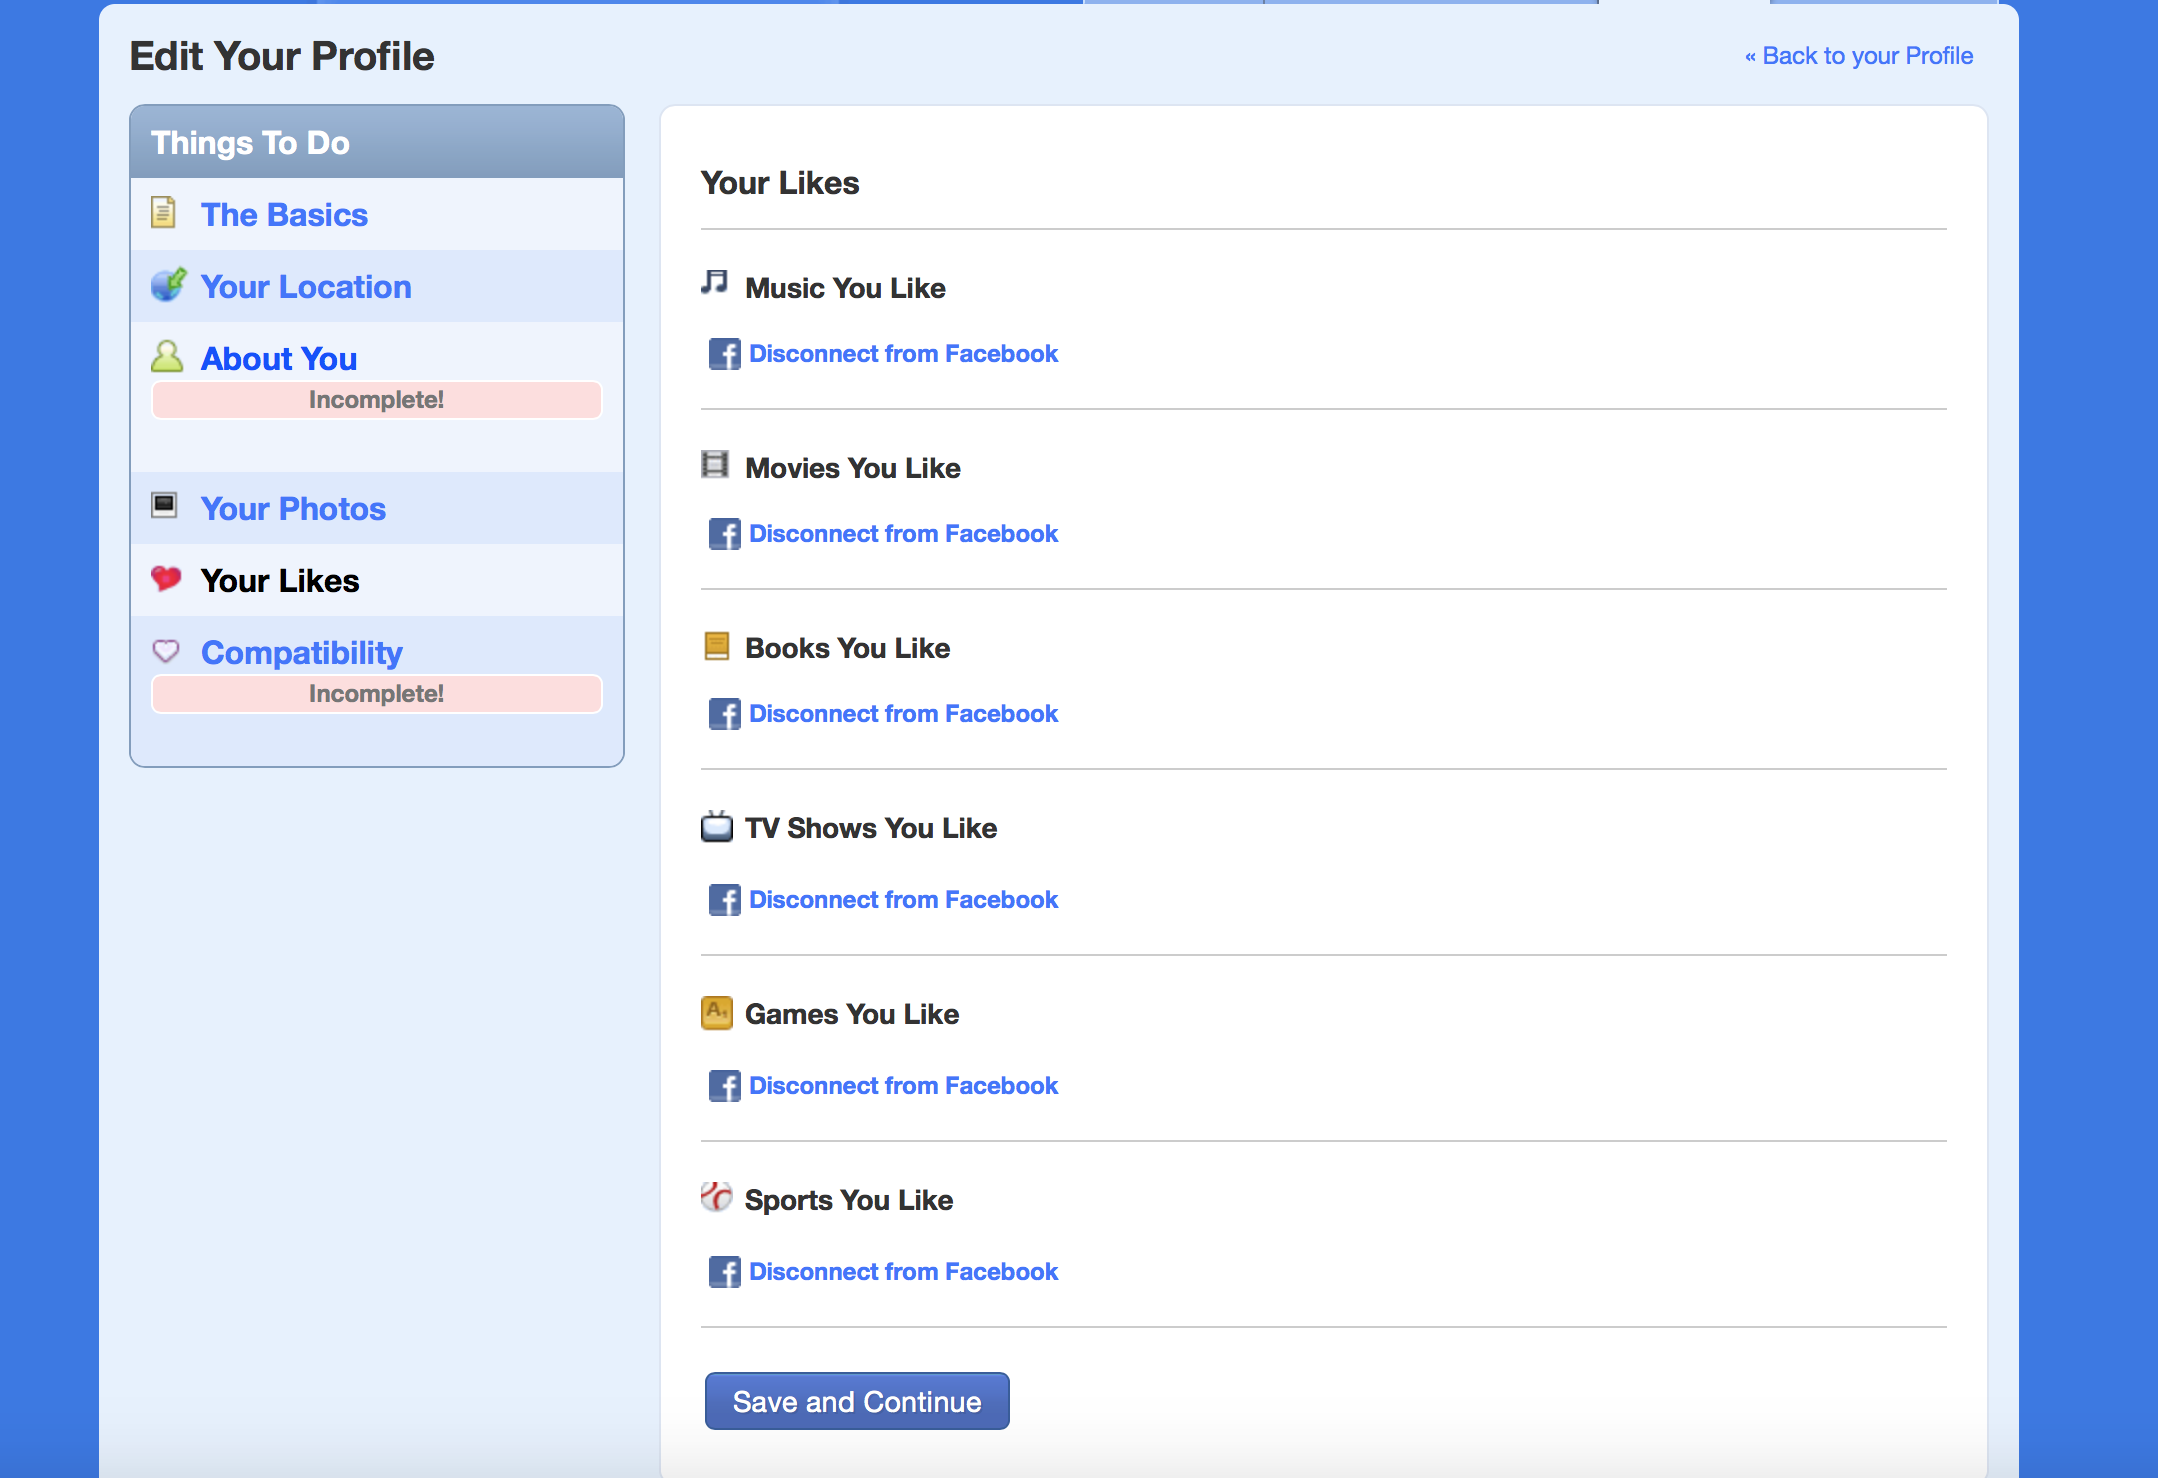 Edit Your Profile
« Back to your Profile
Things To Do
The Basics
Your Location
About You
Incomplete!
Your Photos
Your Likes
Compatibility
Incomplete!
Your Likes
Music You Like
Disconnect from Facebook
Movies You Like
Disconnect from Facebook
Books You Like
Disconnect from Facebook
TV Shows You Like
Disconnect from Facebook
Games You Like
Disconnect from Facebook
Sports You Like
Disconnect from Facebook
Save and Continue